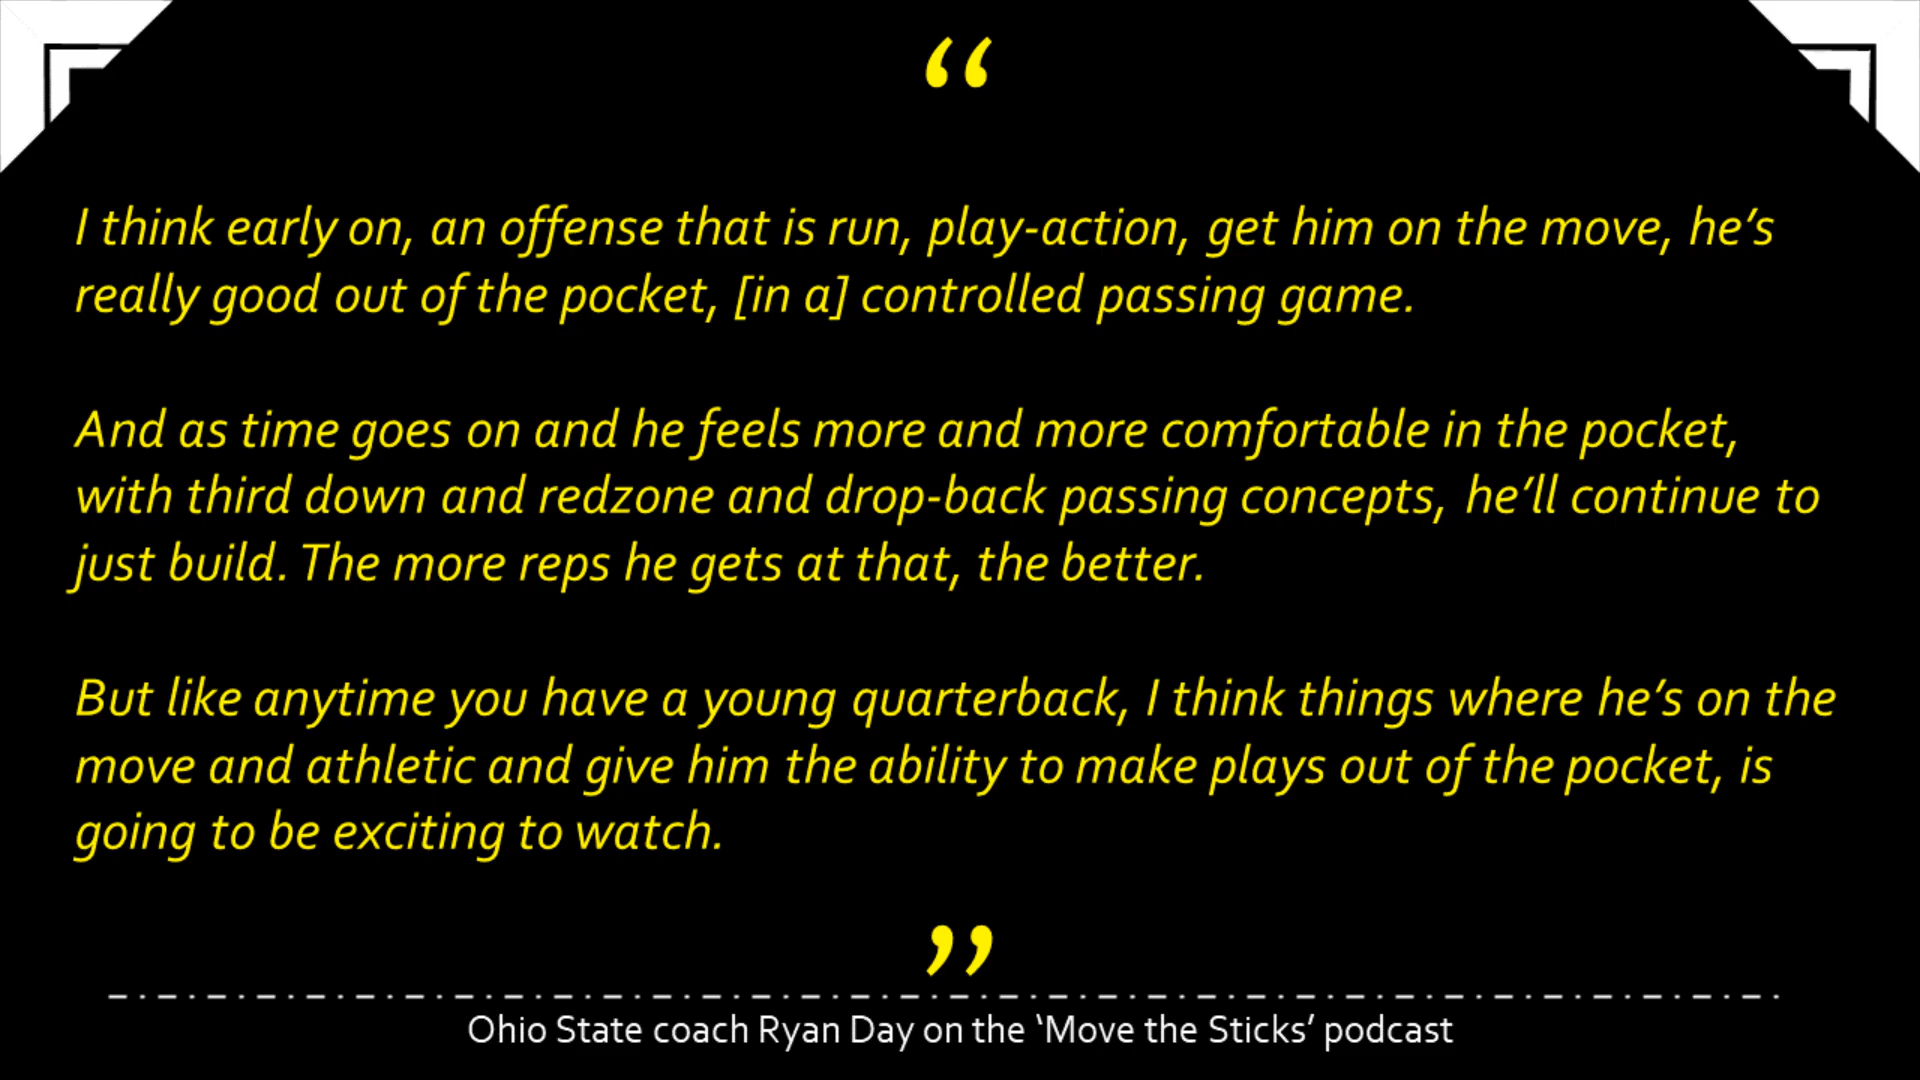 “
I think early on, an offense that is run, play-action, get him on the move, he’s
really good out of the pocket, [in a] controlled passing game.
And as time goes on and he feels more and more comfortable in the pocket,
with third down and redzone and drop-back passing concepts, he’ll continue to
just build. The more reps he gets at that, the better.
But like anytime you have a young quarterback, I think things where he’s on the
move and athletic and give him the ability to make plays out of the pocket, is
going to be exciting to watch.
”
Ohio State coach Ryan Day on the ‘Move the Sticks’ podcast